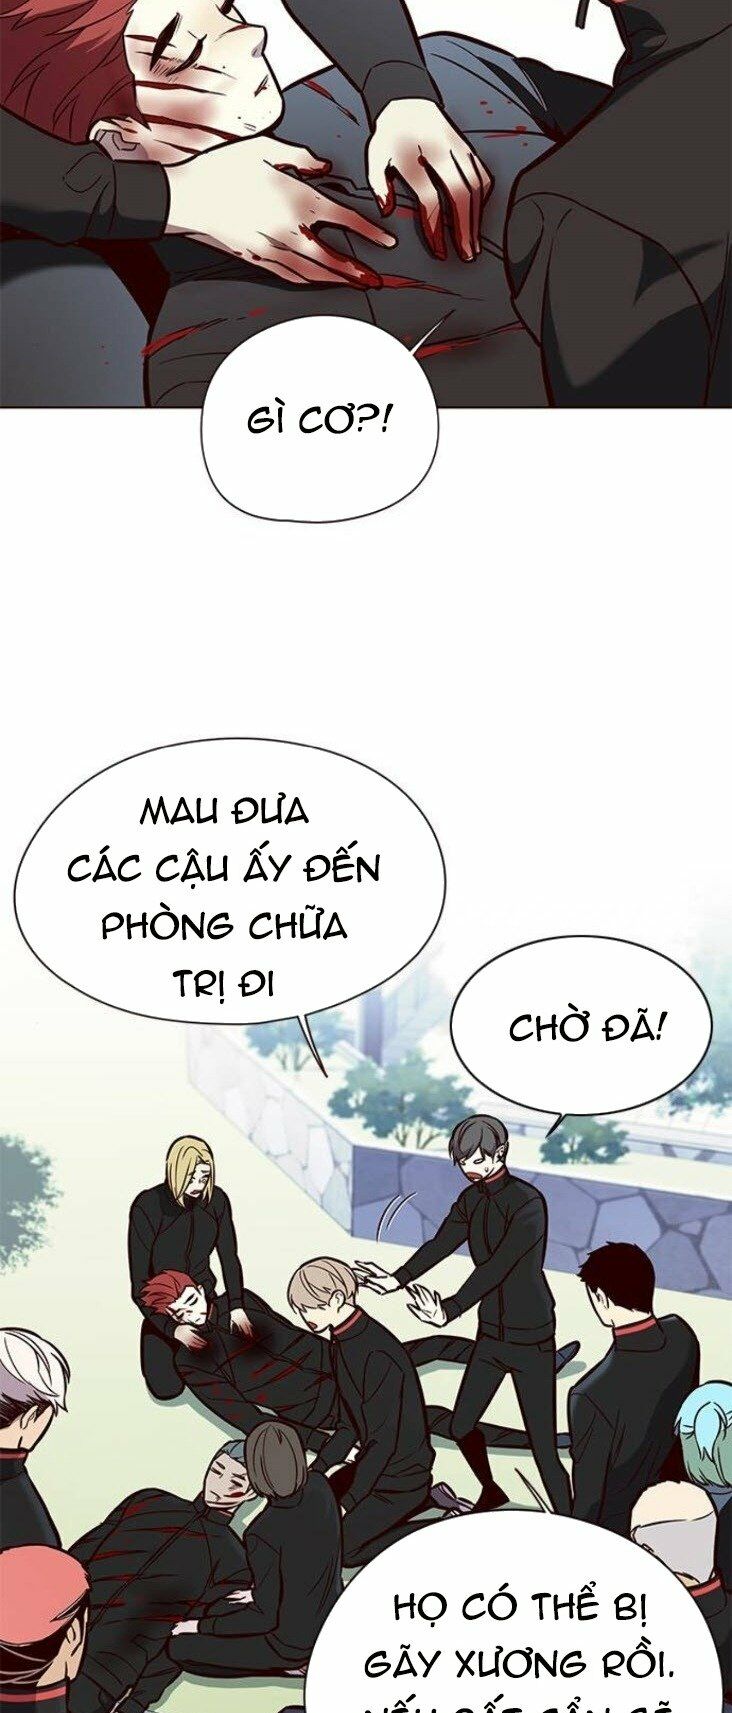 GÌ CƠ?!
MAU ĐƯA
CÁC CẬU ẤY ĐẾN
PHÒNG CHỮA
TRỊ ĐI
CHỜ ĐÃ!
HỌ CÓ THỂ BỊ
GÃY XƯƠNG RỒI.